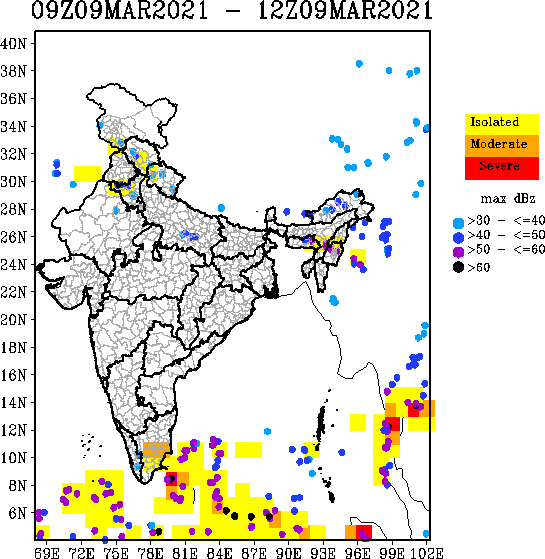 09Z09MAR2021 - 12Z09MAR2021
40N
38N
36N
34N
32N
30N
28N
26N
24N
22N
20N
18N
16N
14N
12N
10N
8N
6N
69E 72E 75E 78E 81E 84E 87E 90E 93E 96E 99E 102E
Isolated
Moderate
Severe
max dBz
>30 - <=40
>40 - <=50
>50 - <=60
>60